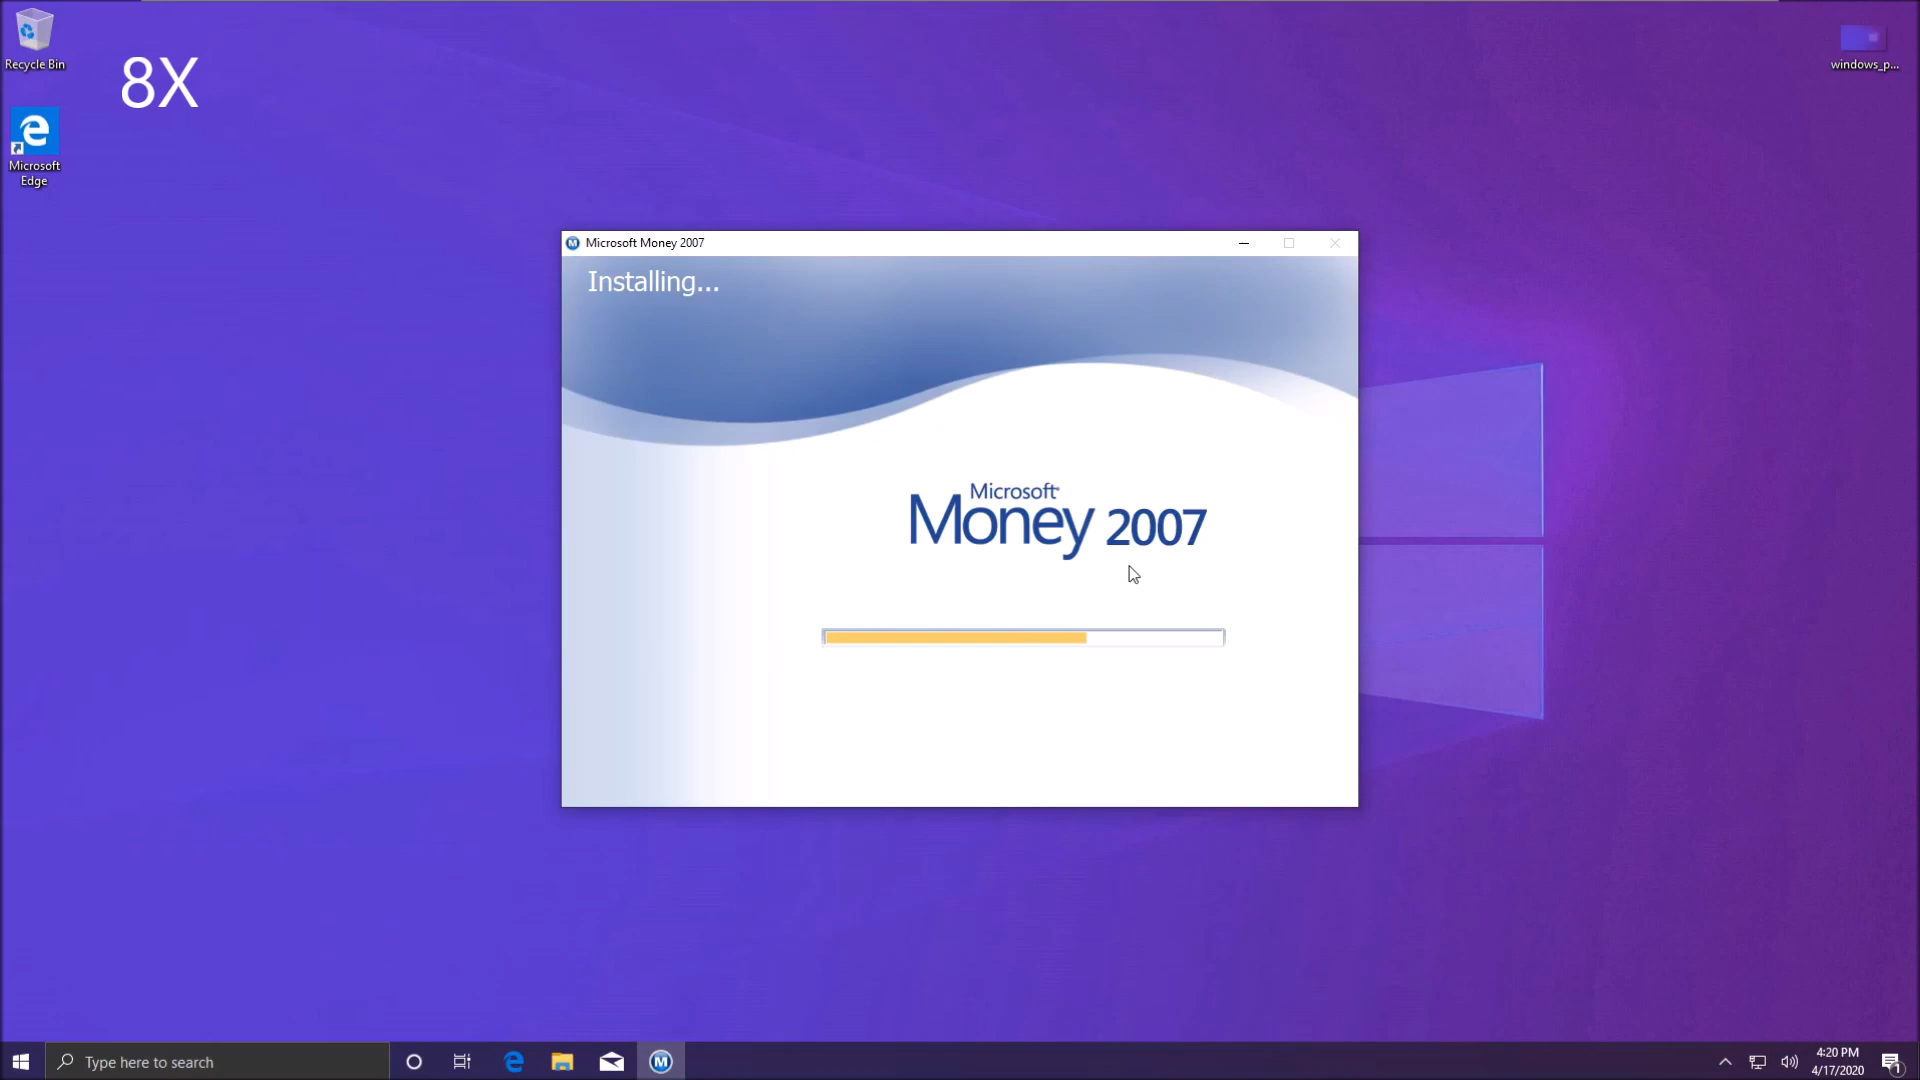 Recycle Bin
8X
Microsoft
Edge
windows_p...
Microsoft Money 2007
Installing...
Microsoft®
Money 2007
Type here to search
4:20 PM
4/17/2020
1